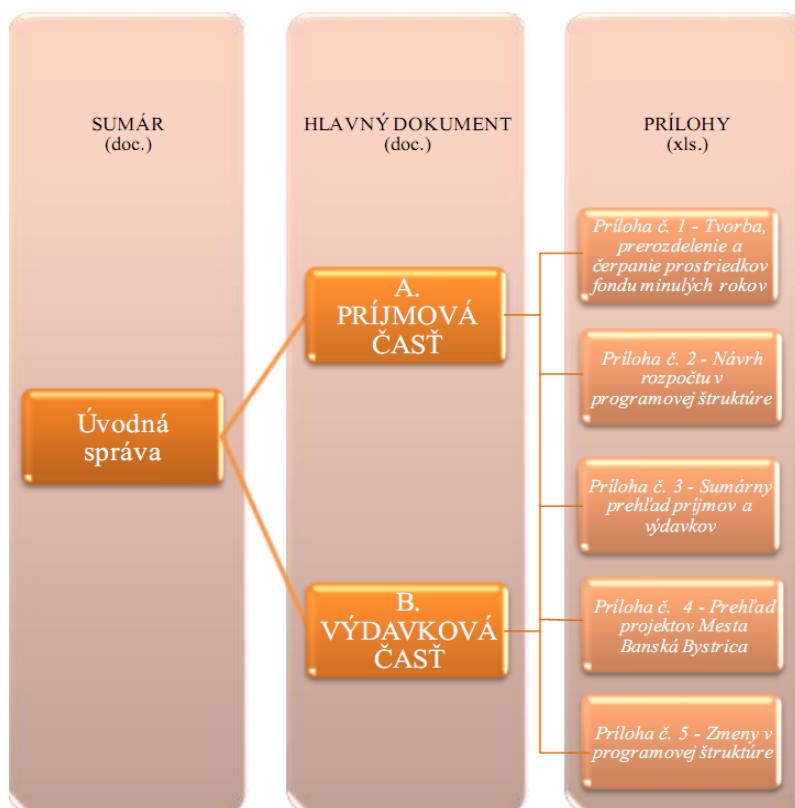 SUMÁR
(doc.)
HLAVNÝ DOKUMENT
(doc.)
PRÍLOHY
(xls.)
Úvodná
správa
A.
PRÍJMOVÁ
ČASŤ
B.
VÝDAVKOVÁ
ČASŤ
Príloha č. 1 - Tvorba,
prerozdelenie a
čerpanie prostriedkov
fondu minulých rokov
Príloha č. 2 - Návrh
rozpočtu v
programovej štruktúre
Príloha č. 3 - Sumárny
prehľad príjmov a
výdavkov
Príloha č.  4 - Prehľad
projektov Mesta
Banská Bystrica
Príloha č. 5 - Zmeny v
programovej štruktúre